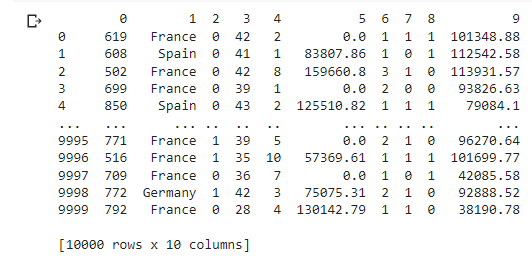 0 1 2 3 4 5 6 7 8 9
0 619 France 0 42 2 0.0 1 1 1 101348.88
1 608 Spain 0 41 1 83807.86 1 0 1 112542.58
2 502 France 0 42 8 159660.8 3 1 0 113931.57
3 699 France 0 39 1 0.0 2 0 0 93826.63
4 850 Spain 0 43 2 125510.82 1 1 1 79084.1
... ... ... .. .. .. ... .. .. .. ...
9995 771 France 1 39 5 0.0 2 1 0 96270.64
9996 516 France 1 35 10 57369.61 1 1 1 101699.77
9997 709 France 0 36 7 0.0 1 0 1 42085.58
9998 772 Germany 1 42 3 75075.31 2 1 0 92888.52
9999 792 France 0 28 4 130142.79 1 1 0 38190.78
[10000 rows x 10 columns]